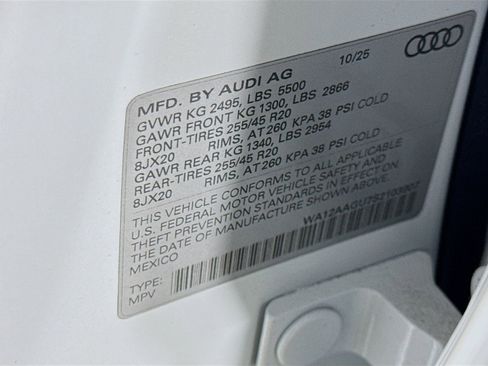 MFD. BY AUDI AG 10/25
GVWR KG 2495, LBS 5500
GAWR FRONT KG 1300, LBS 2866
FRONT-TIRES 255/45 R20
8JX20 RIMS, AT 260 KPA 38 PSI COLD
GAWR REAR KG 1340, LBS 2954
REAR-TIRES 255/45 R20
8JX20 RIMS, AT 260 KPA 38 PSI COLD
THIS VEHICLE CONFORMS TO ALL APPLICABLE
U.S. FEDERAL MOTOR VEHICLE SAFETY AND
THEFT PREVENTION STANDARDS IN EFFECT ON
THE DATE OF MANUFACTURE SHOWN ABOVE.
MEXICO
TYPE:
MPV